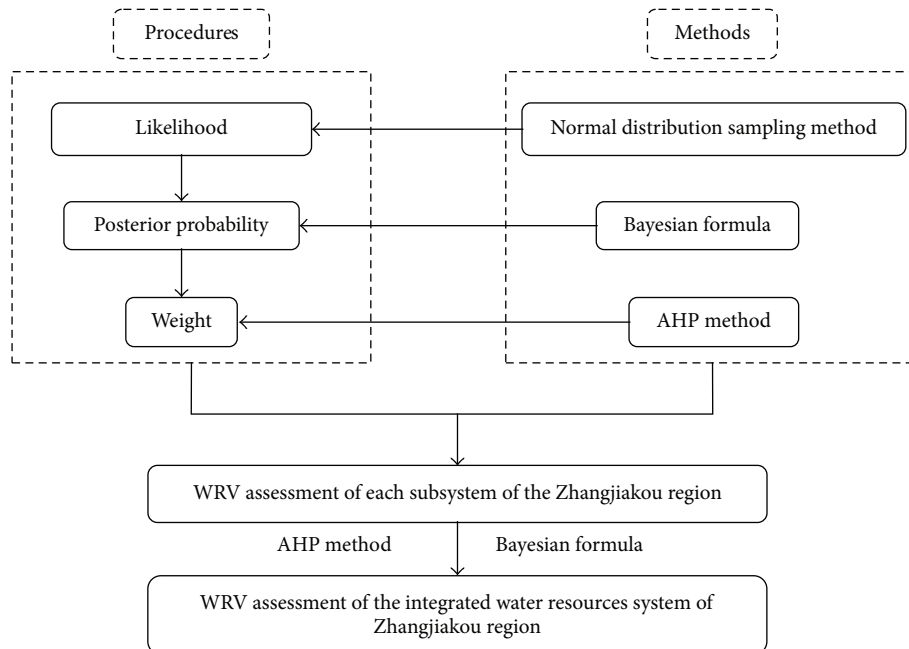 Procedures
Methods
Likelihood
Normal distribution sampling method
Posterior probability
Bayesian formula
Weight
AHP method
WRV assessment of each subsystem of the Zhangjiakou region
AHP method
Bayesian formula
WRV assessment of the integrated water resources system of
Zhangjiakou region